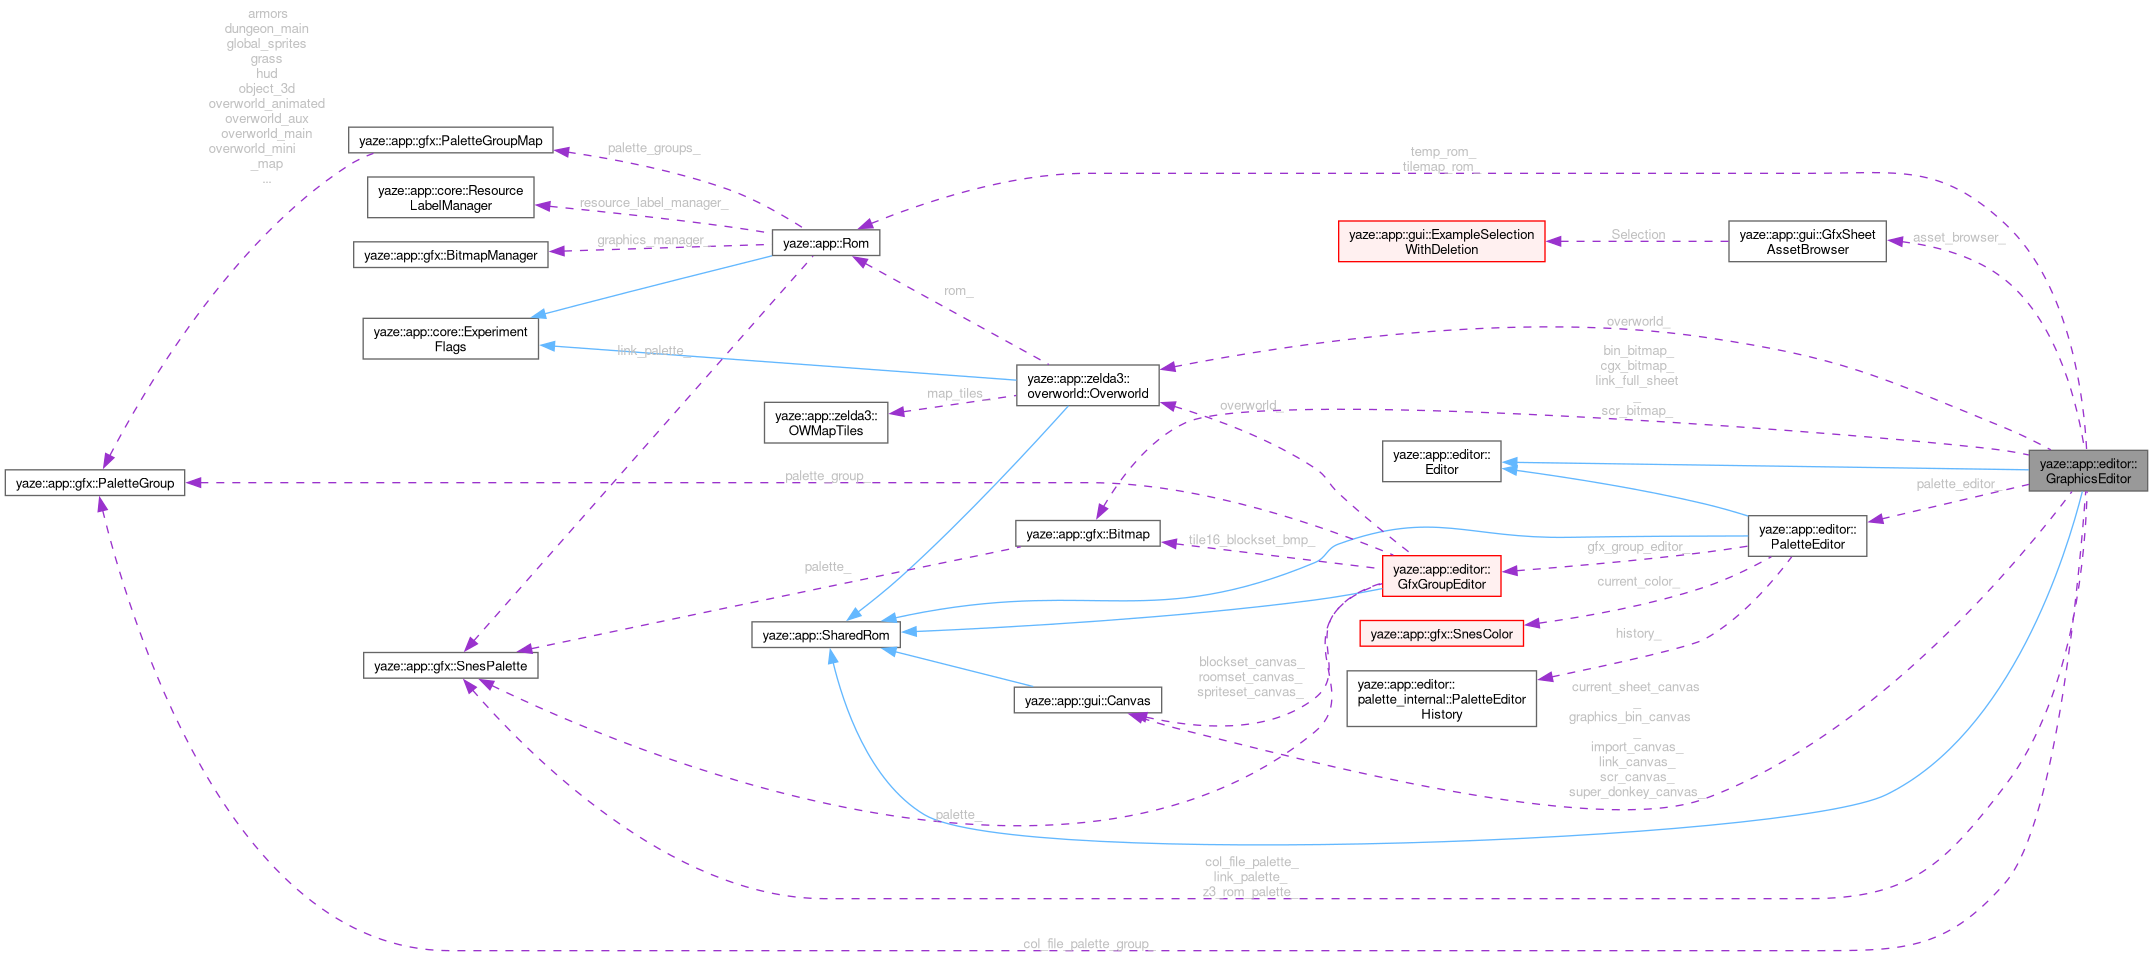 armors
dungeon_main
global_sprites
grass
hud
object_3d
overworld_animated
overworld_aux
overworld_main
overworld_mini
_map
...
yaze::app::gfx::PaletteGroupMap
palette_groups_
temp_rom_
tilemap_rom_
yaze::app::core::Resource
LabelManager
resource_label_manager_
yaze::app::gfx::BitmapManager
graphics_manager_
yaze::app::Rom
yaze::app::gui::ExampleSelection
WithDeletion
Selection
yaze::app::gui::GfxSheet
AssetBrowser
asset_browser_
rom_
yaze::app::core::Experiment
Flags
link_palette_
overworld_
yaze::app::zelda3::
overworld::Overworld
bin_bitmap_
cgx_bitmap_
link_full_sheet
_
scr_bitmap_
map_tiles_
yaze::app::zelda3::
OWMapTiles
overworld_
yaze::app::editor::
Editor
yaze::app::editor::
GraphicsEditor
yaze::app::gfx::PaletteGroup
palette_group_
palette_editor_
yaze::app::gfx::Bitmap
tile16_blockset_bmp_
yaze::app::editor::
PaletteEditor
gfx_group_editor_
palette_
yaze::app::editor::
GfxGroupEditor
current_color_
yaze::app::SharedRom
yaze::app::gfx::SnesColor
history_
yaze::app::gfx::SnesPalette
blockset_canvas_
roomset_canvas_
spriteset_canvas_
yaze::app::gui::Canvas
yaze::app::editor::
palette_internal::PaletteEditor
History
current_sheet_canvas
_
graphics_bin_canvas
_
import_canvas_
link_canvas_
scr_canvas_
super_donkey_canvas_
palette_
col_file_palette_
link_palette_
z3_rom_palette_
col_file_palette_group_